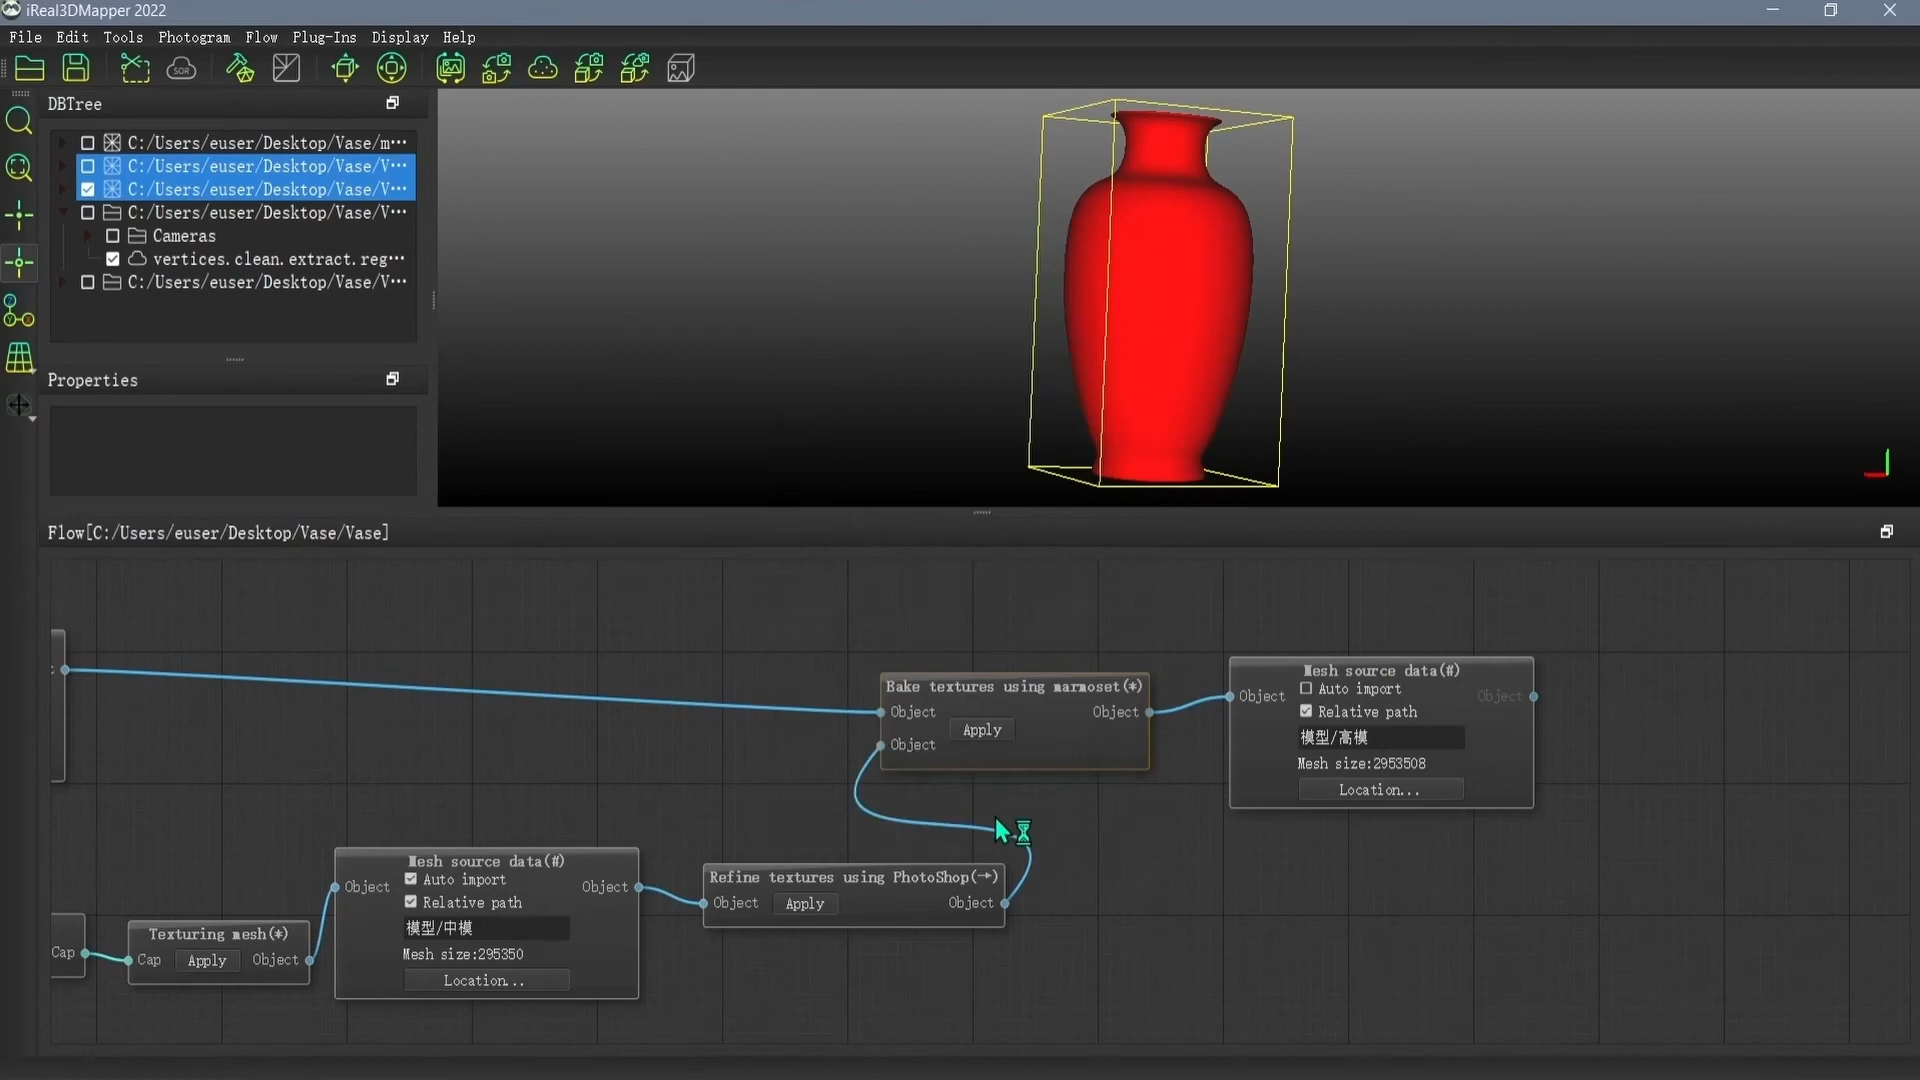 iReal3DMapper 2022
File Edit Tools Photogram Flow Plug-Ins Display Help
SOR
DBTree
C:/Users/euser/Desktop/Vase/m···
C:/Users/euser/Desktop/Vase/V···
C:/Users/euser/Desktop/Vase/V···
C:/Users/euser/Desktop/Vase/V···
Cameras
vertices.clean.extract.reg···
C:/Users/euser/Desktop/Vase/V···
Properties
Flow[C:/Users/euser/Desktop/Vase/Vase]
Bake textures using marmoset(*)
Object Object
Apply
Object
Mesh source data(#)
Auto import
Object Object
Relative path
模型/高模
Mesh size:2953508
Location...
Cap
Texturing mesh(*)
Cap Apply Object
Mesh source data(#)
Auto import
Object Object
Relative path
模型/中模
Mesh size:295350
Location...
Refine textures using PhotoShop(→)
Object Apply Object